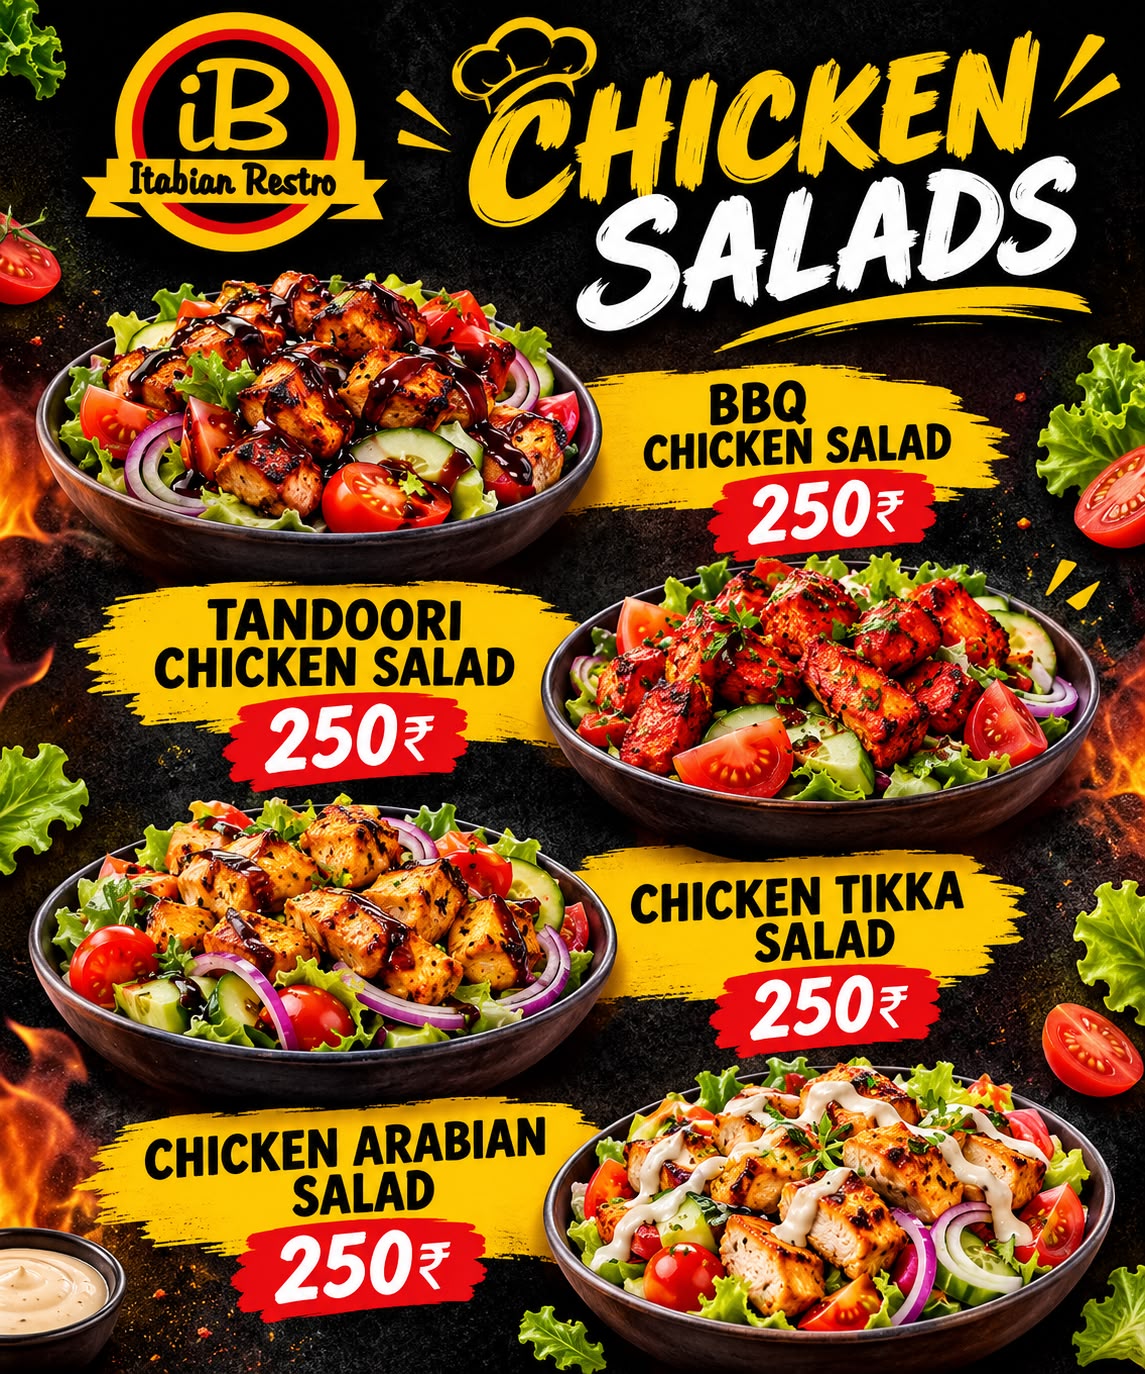 iB
Itabian Restro
CHICKEN
SALADS
BBQ
CHICKEN SALAD
250₹
TANDOORI
CHICKEN SALAD
250₹
CHICKEN TIKKA
SALAD
250₹
CHICKEN ARABIAN
SALAD
250₹